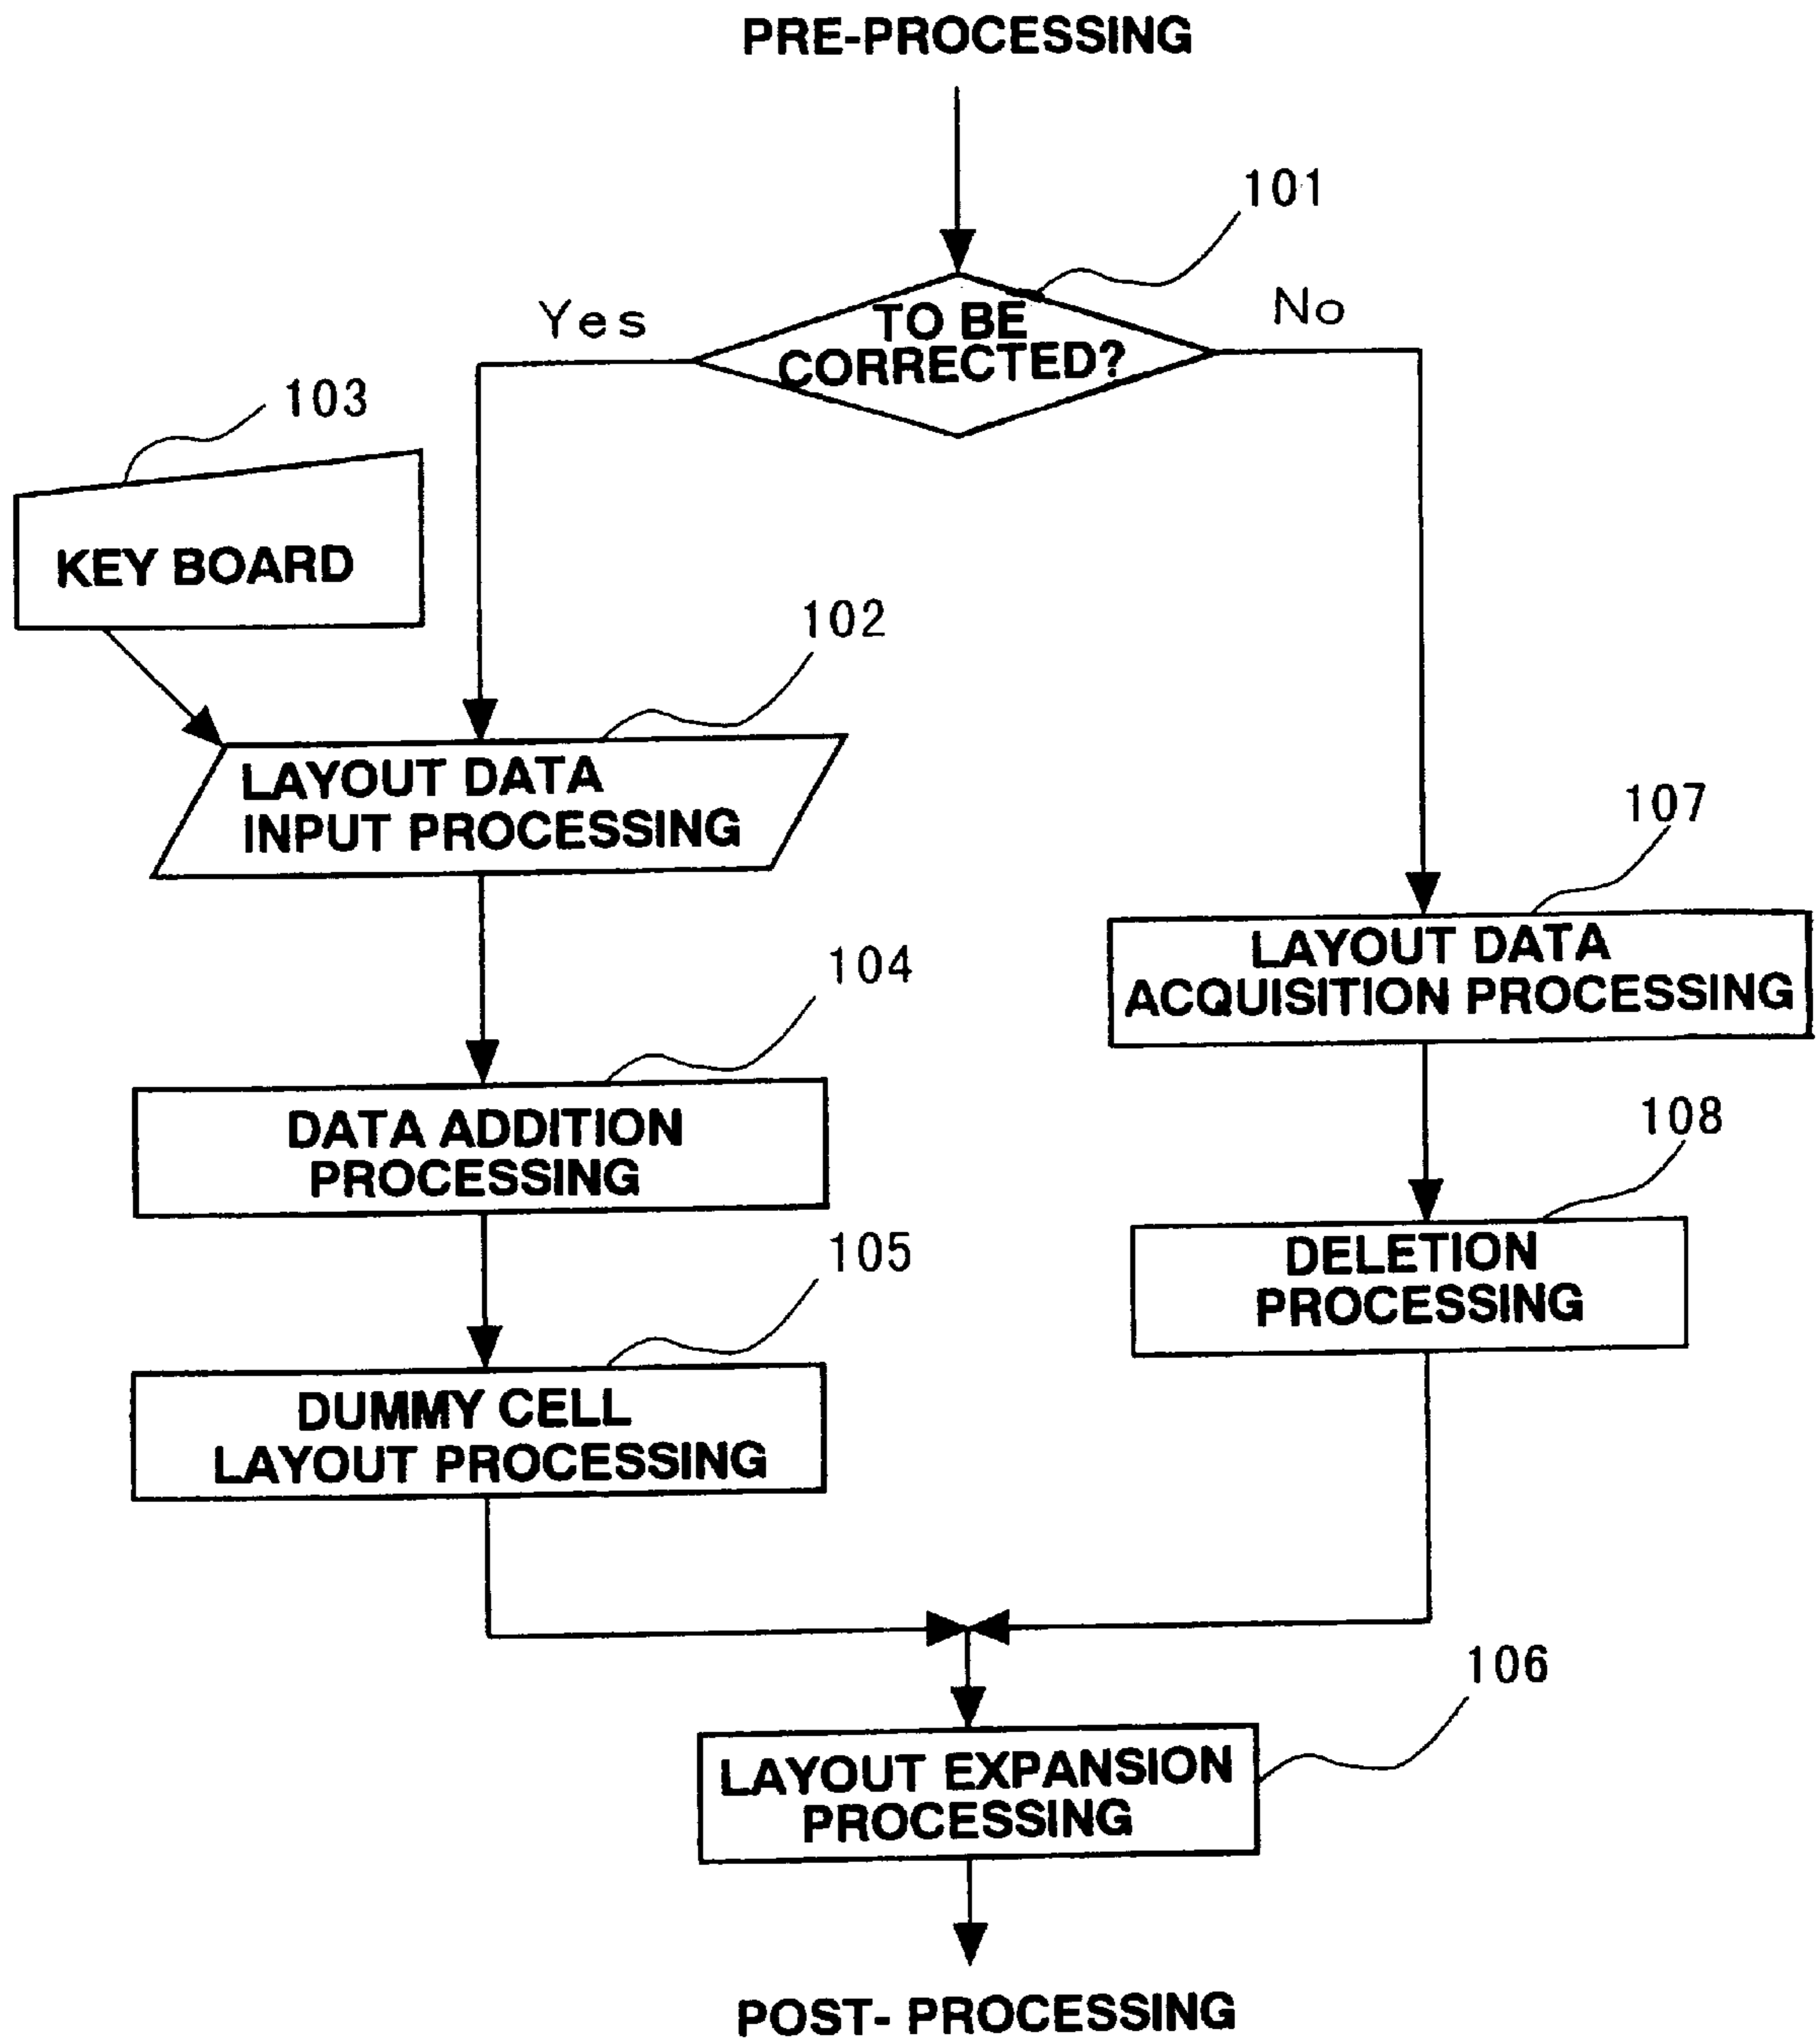 PRE-PROCESSING
101
Yes
No
TO BE
CORRECTED?
103
KEY BOARD
102
LAYOUT DATA
INPUT PROCESSING
107
LAYOUT DATA
ACQUISITION PROCESSING
104
DATA ADDITION
PROCESSING
108
DELETION
PROCESSING
105
DUMMY CELL
LAYOUT PROCESSING
106
LAYOUT EXPANSION
PROCESSING
POST- PROCESSING